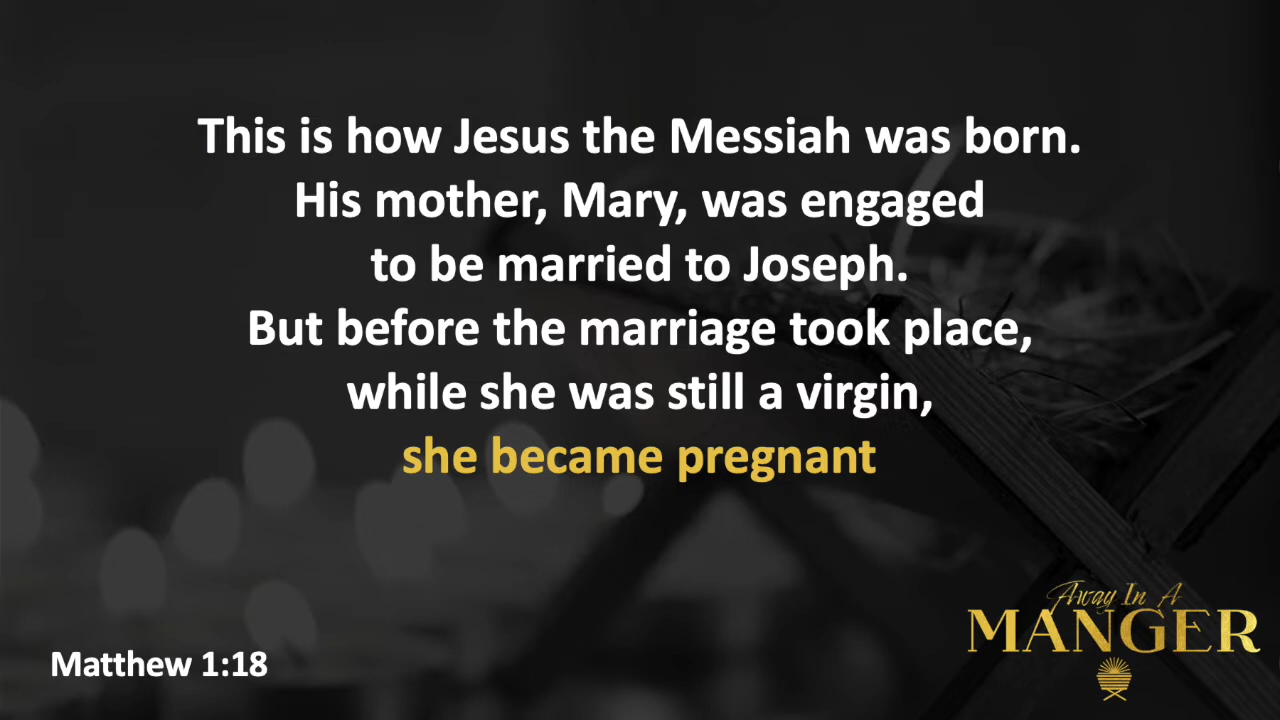 This is how Jesus the Messiah was born.
His mother, Mary, was engaged
to be married to Joseph.
But before the marriage took place,
while she was still a virgin,
she became pregnant
Matthew 1:18
Away In A
MANGER